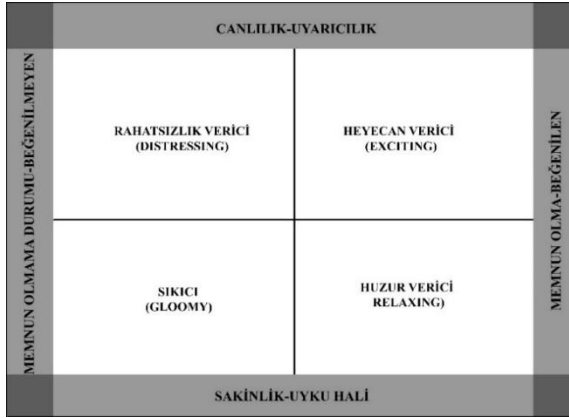 CANLILIK-UYARICILIK
MEMNUN OLMAMA DURUMU-BEĞENİLMEYEN
RAHATSIZLIK VERİCİ
(DISTRESSING)
HEYECAN VERİCİ
(EXCITING)
MEMNUN OLMA-BEĞENİLEN
SIKICI
(GLOOMY)
HUZUR VERİCİ
RELAXING)
SAKİNLİK-UYKU HALİ